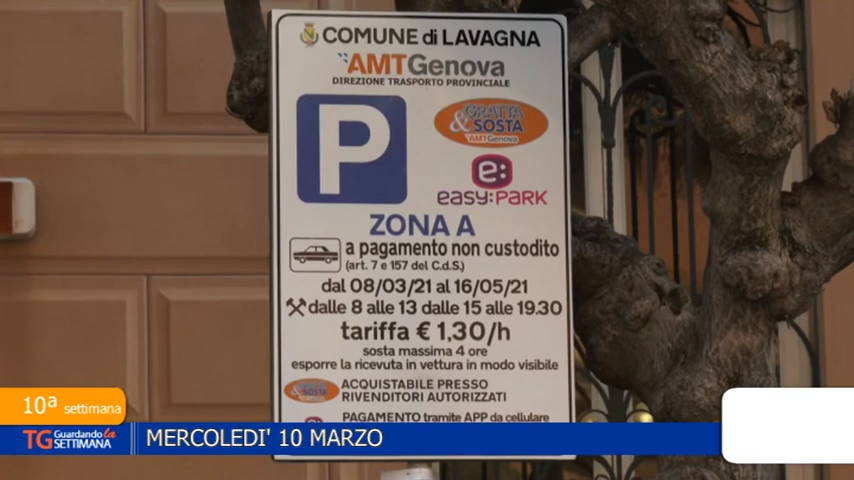 COMUNE di LAVAGNA
AMTGenova
DIREZIONE TRASPORTO PROVINCIALE
P
GRATTA
& SOSTA
AMTGenova
e:
easy:PARK
ZONA A
a pagamento non custodito
(art. 7 e 157 del C.d.S.)
dal 08/03/21 al 16/05/21
dalle 8 alle 13 dalle 15 alle 19.30
tariffa € 1,30/h
sosta massima 4 ore
esporre la ricevuta in vettura in modo visibile
GRATTA
& SOSTA
ACQUISTABILE PRESSO
RIVENDITORI AUTORIZZATI
PAGAMENTO tramite APP da cellulare
10ª settimana
TG Guardando la
SETTIMANA
MERCOLEDI' 10 MARZO